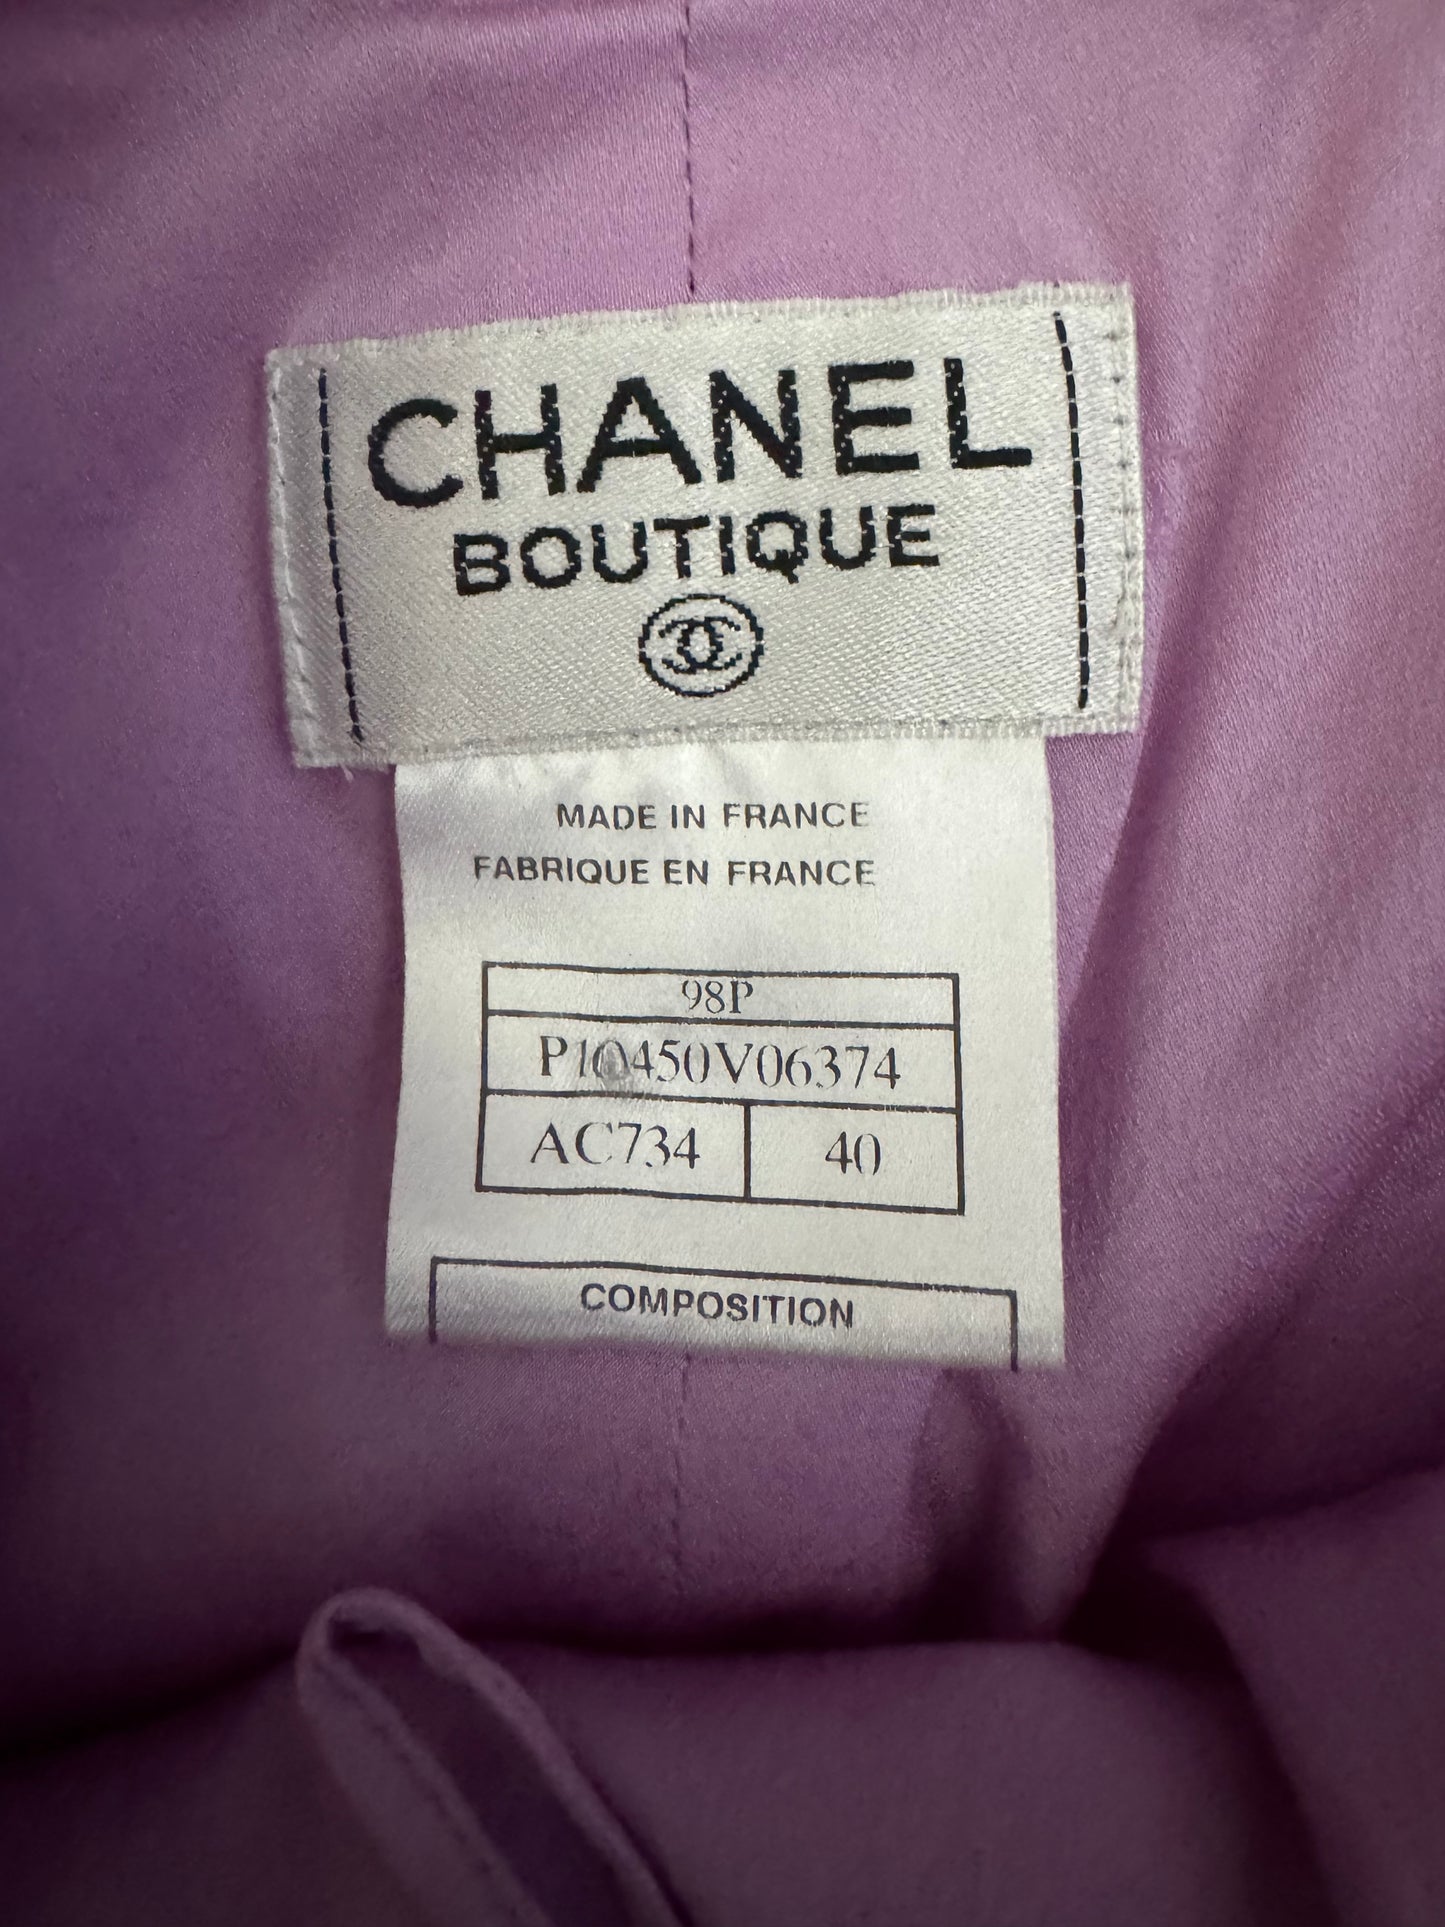 CHANEL
BOUTIQUE
MADE IN FRANCE
FABRIQUE EN FRANCE
98P
P10450V06374
AC734 40
COMPOSITION